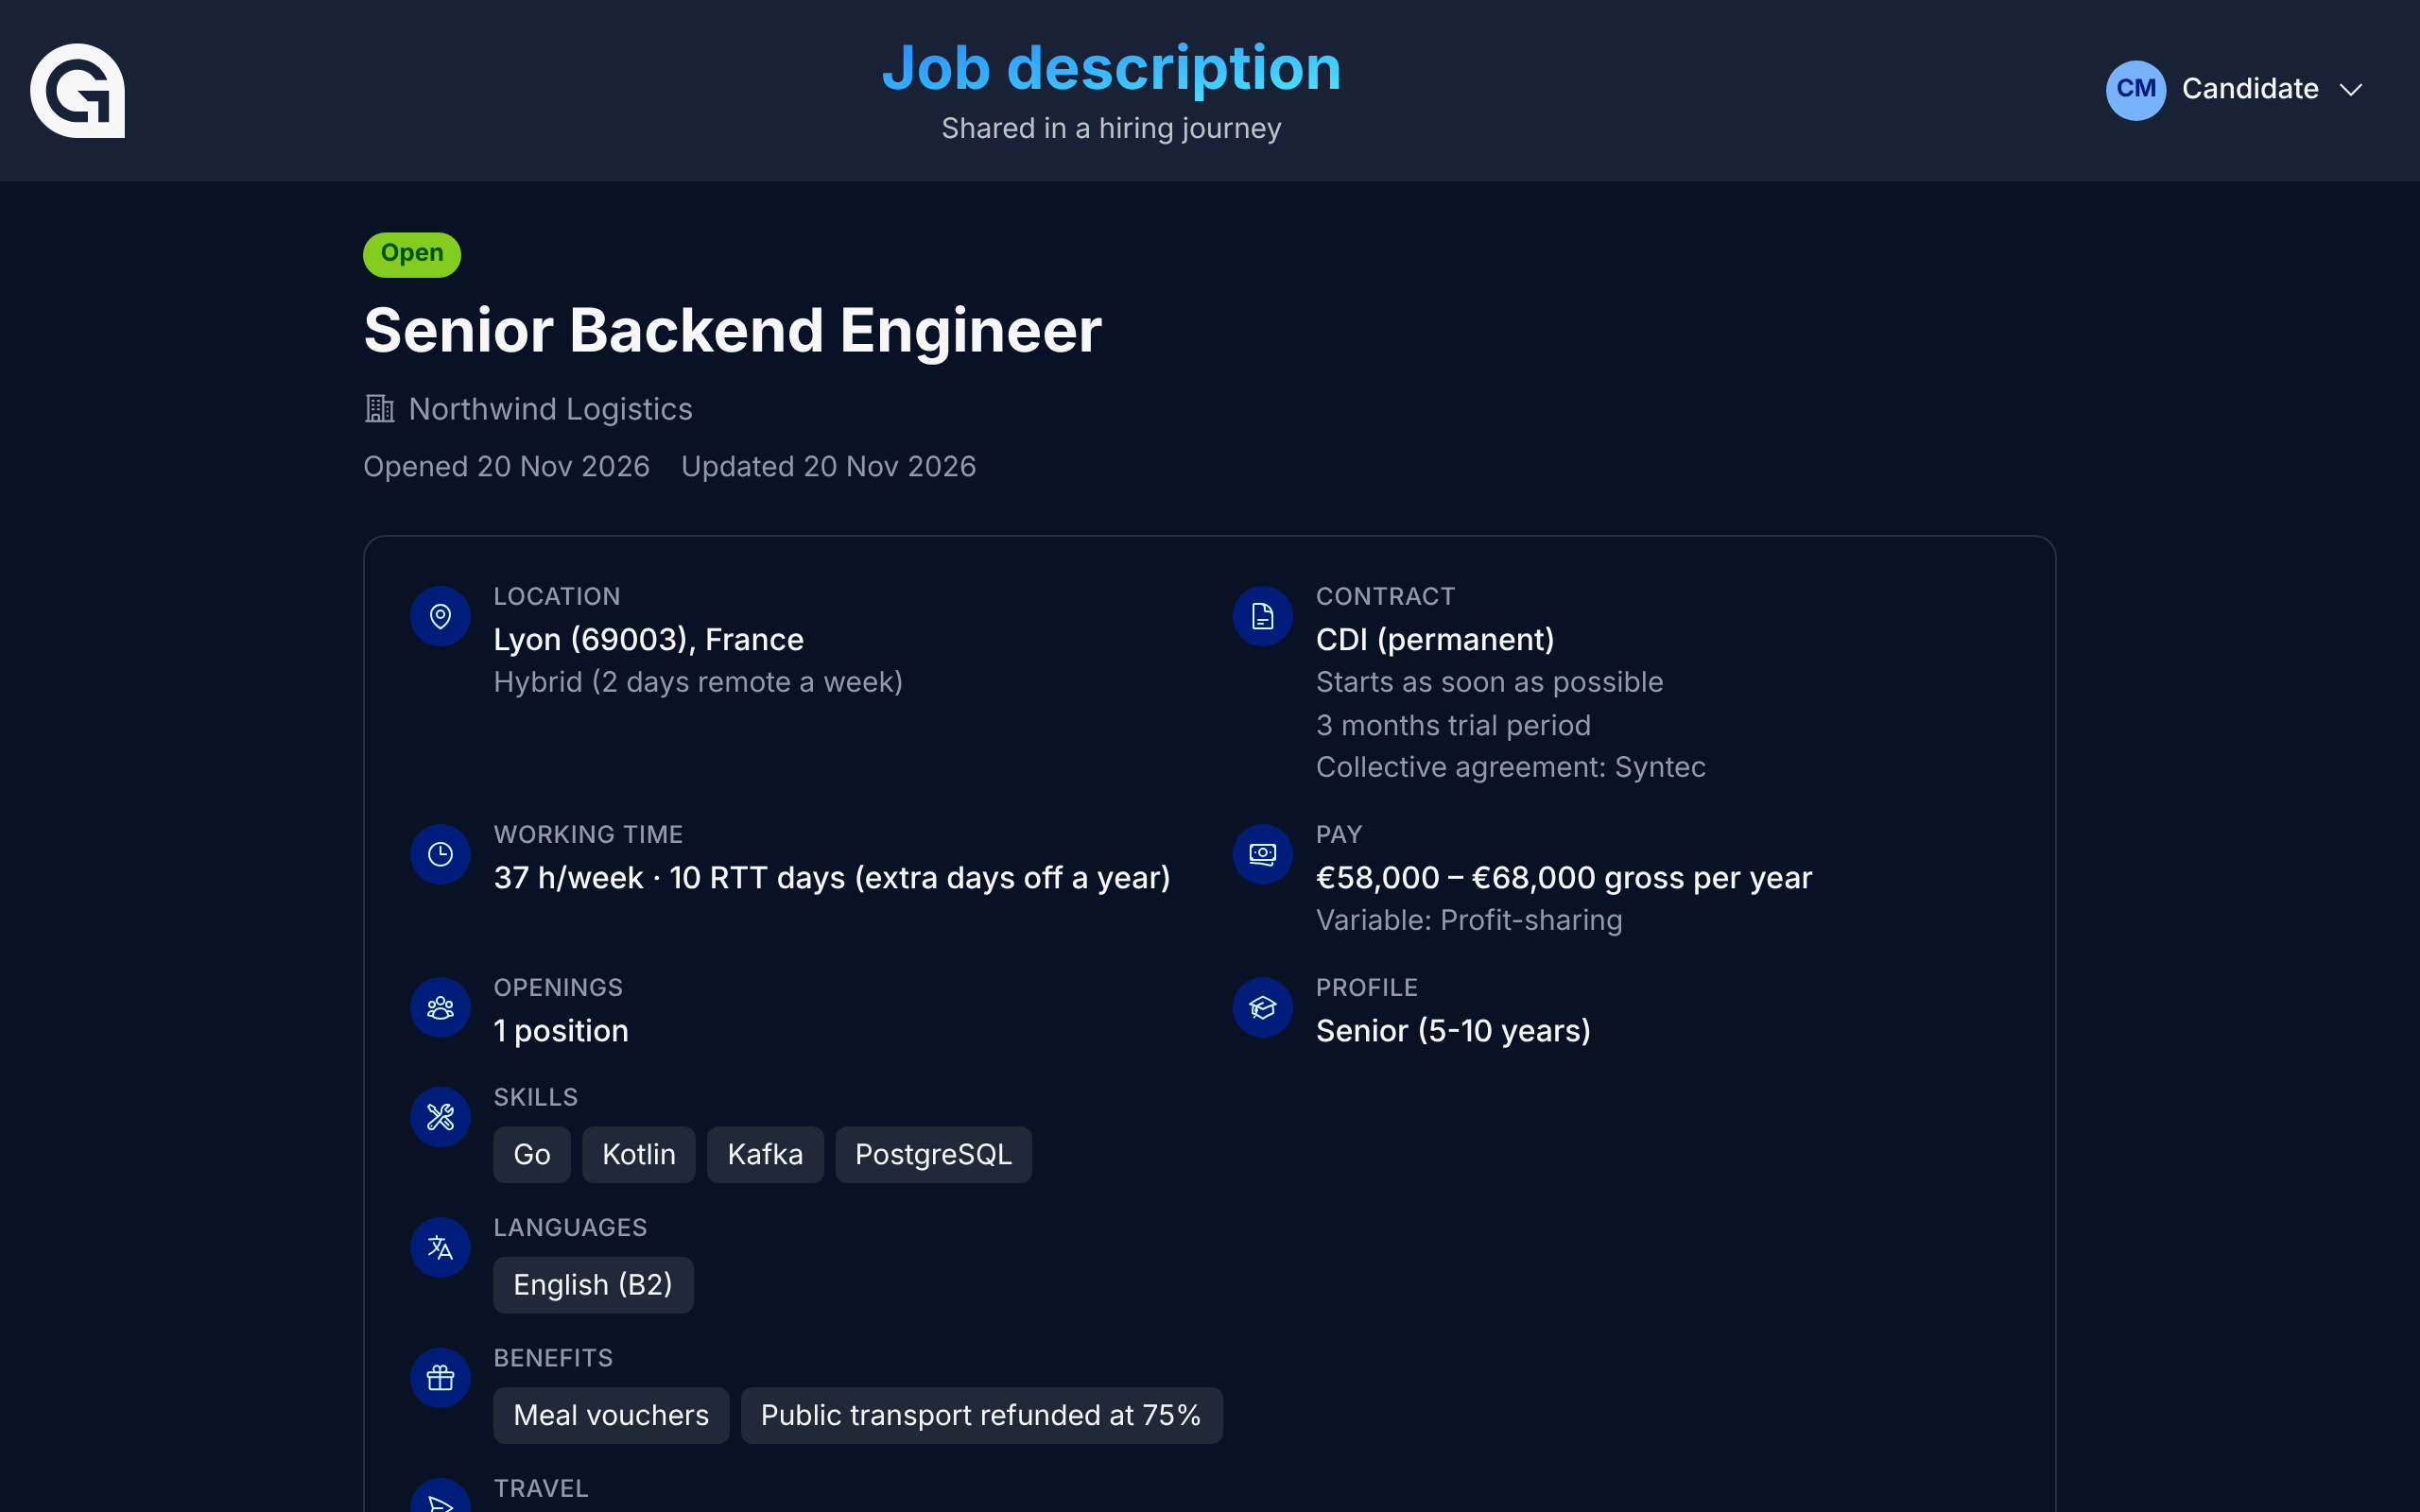 Job description
Shared in a hiring journey
CM Candidate
Open
Senior Backend Engineer
Northwind Logistics
Opened 20 Nov 2026 Updated 20 Nov 2026
LOCATION
Lyon (69003), France
Hybrid (2 days remote a week)
CONTRACT
CDI (permanent)
Starts as soon as possible
3 months trial period
Collective agreement: Syntec
WORKING TIME
37 h/week · 10 RTT days (extra days off a year)
PAY
€58,000 – €68,000 gross per year
Variable: Profit-sharing
OPENINGS
1 position
PROFILE
Senior (5-10 years)
SKILLS
Go Kotlin Kafka PostgreSQL
LANGUAGES
English (B2)
BENEFITS
Meal vouchers Public transport refunded at 75%
TRAVEL